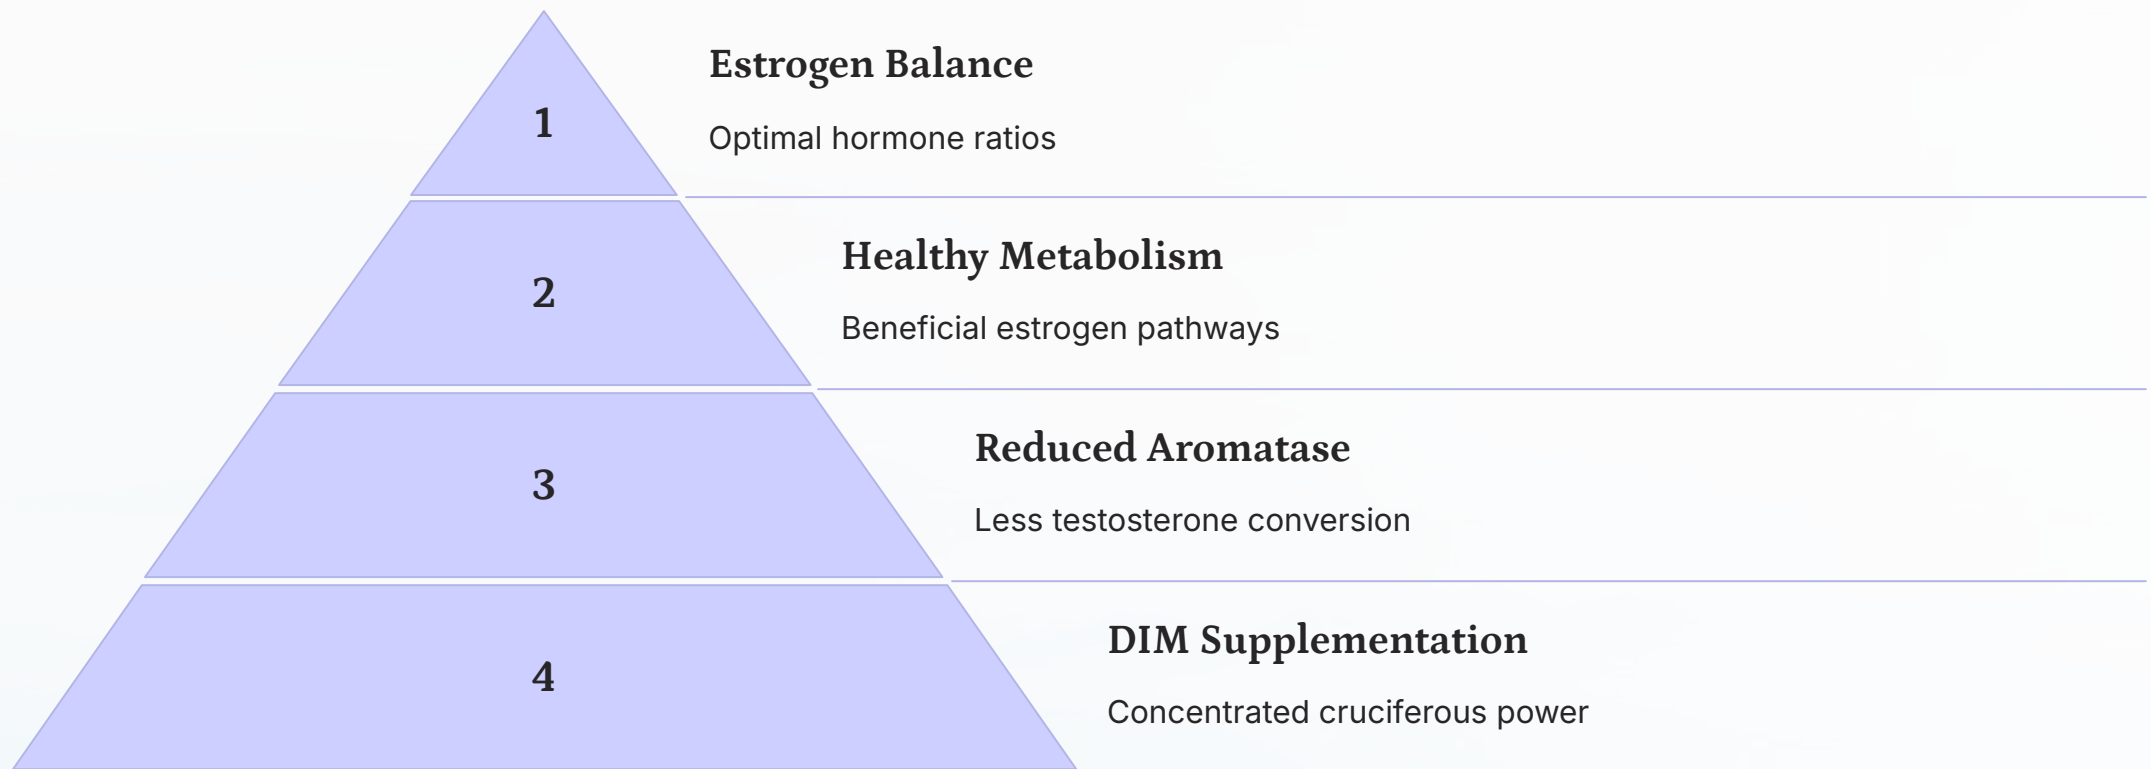 1
Estrogen Balance
Optimal hormone ratios
2
Healthy Metabolism
Beneficial estrogen pathways
3
Reduced Aromatase
Less testosterone conversion
4
DIM Supplementation
Concentrated cruciferous power